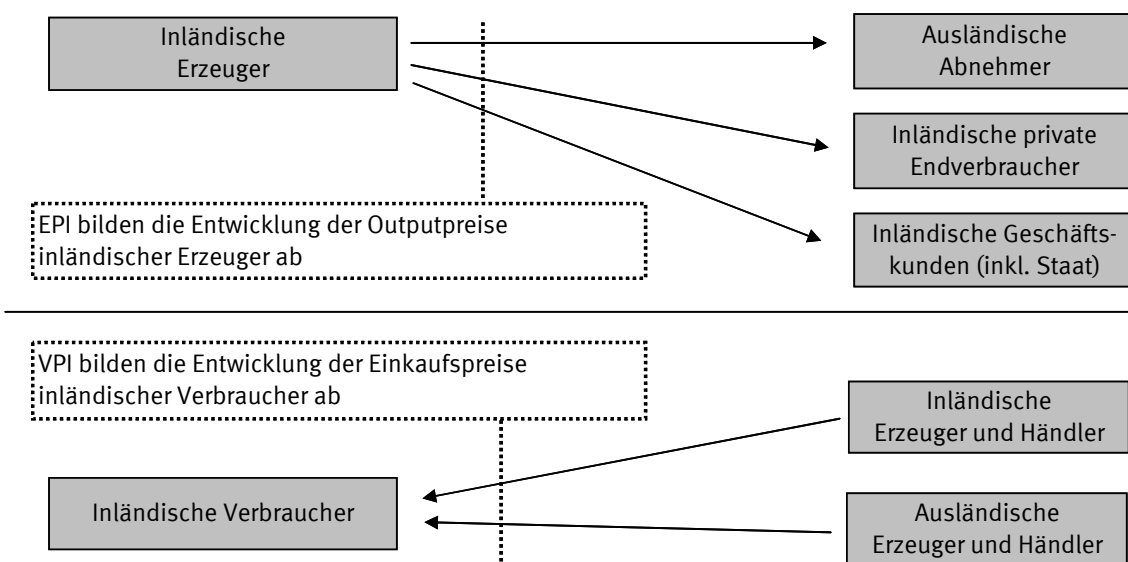 Inländische
Erzeuger
Ausländische
Abnehmer
Inländische private
Endverbraucher
EPI bilden die Entwicklung der Outputpreise
inländischer Erzeuger ab
Inländische Geschäfts-
kunden (inkl. Staat)
VPI bilden die Entwicklung der Einkaufspreise
inländischer Verbraucher ab
Inländische
Erzeuger und Händler
Inländische Verbraucher
Ausländische
Erzeuger und Händler